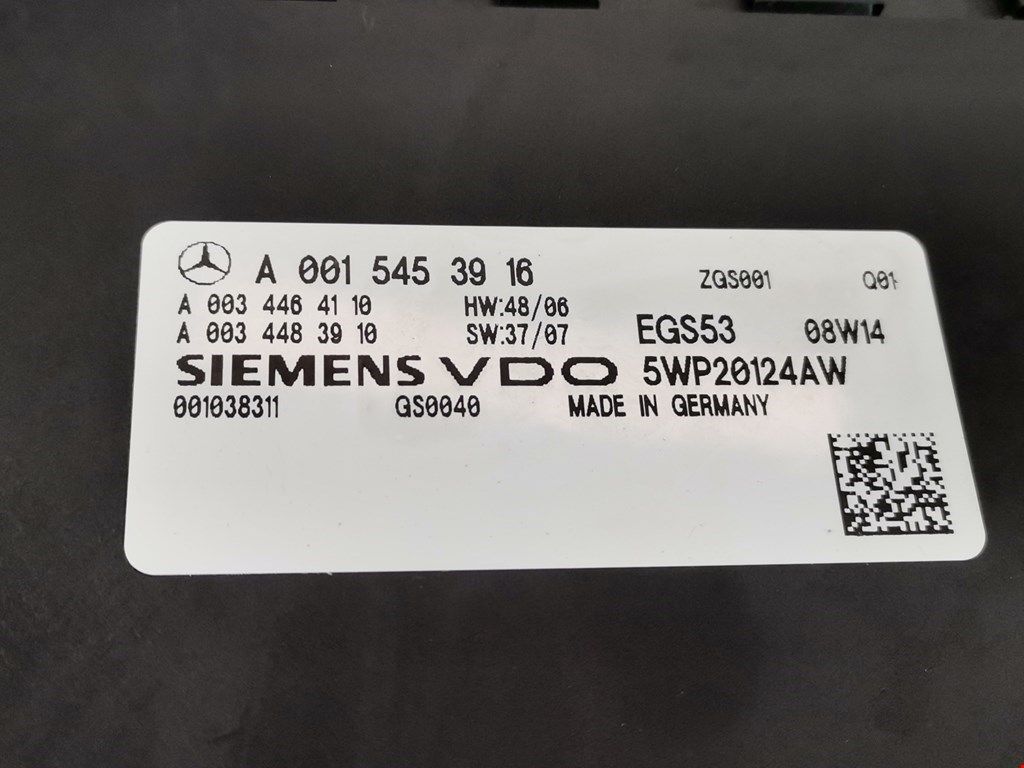 A 001 545 39 16 ZGS001 Q01
A 003 446 41 10 HW:48/06
A 003 448 39 10 SW:37/07 EGS53 08W14
SIEMENS VDO 5WP20124AW
001038311 GS0040 MADE IN GERMANY